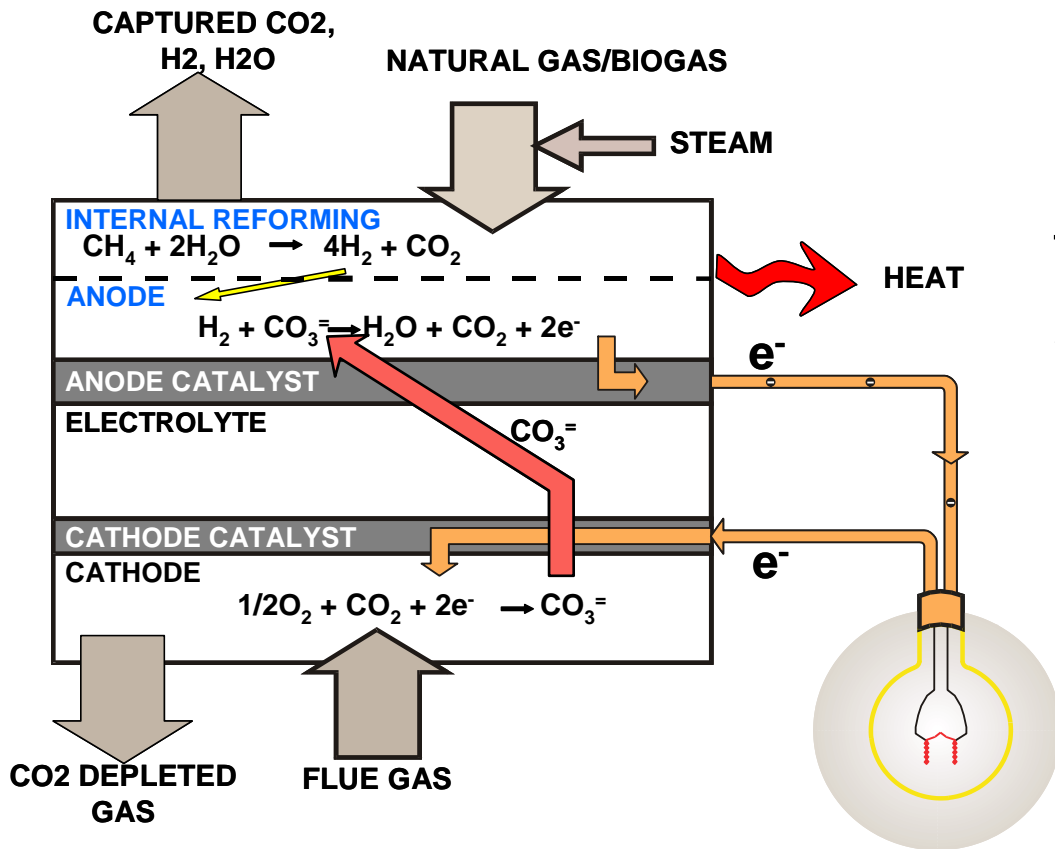 CAPTURED CO2,
H2, H2O
NATURAL GAS/BIOGAS
STEAM
INTERNAL REFORMING
CH₄ + 2H₂O → 4H₂ + CO₂
HEAT
ANODE
H₂ + CO₃⁼ → H₂O + CO₂ + 2e⁻
e⁻
ANODE CATALYST
ELECTROLYTE
CO₃⁼
CATHODE CATALYST
e⁻
CATHODE
1/2O₂ + CO₂ + 2e⁻ → CO₃⁼
CO2 DEPLETED
GAS
FLUE GAS